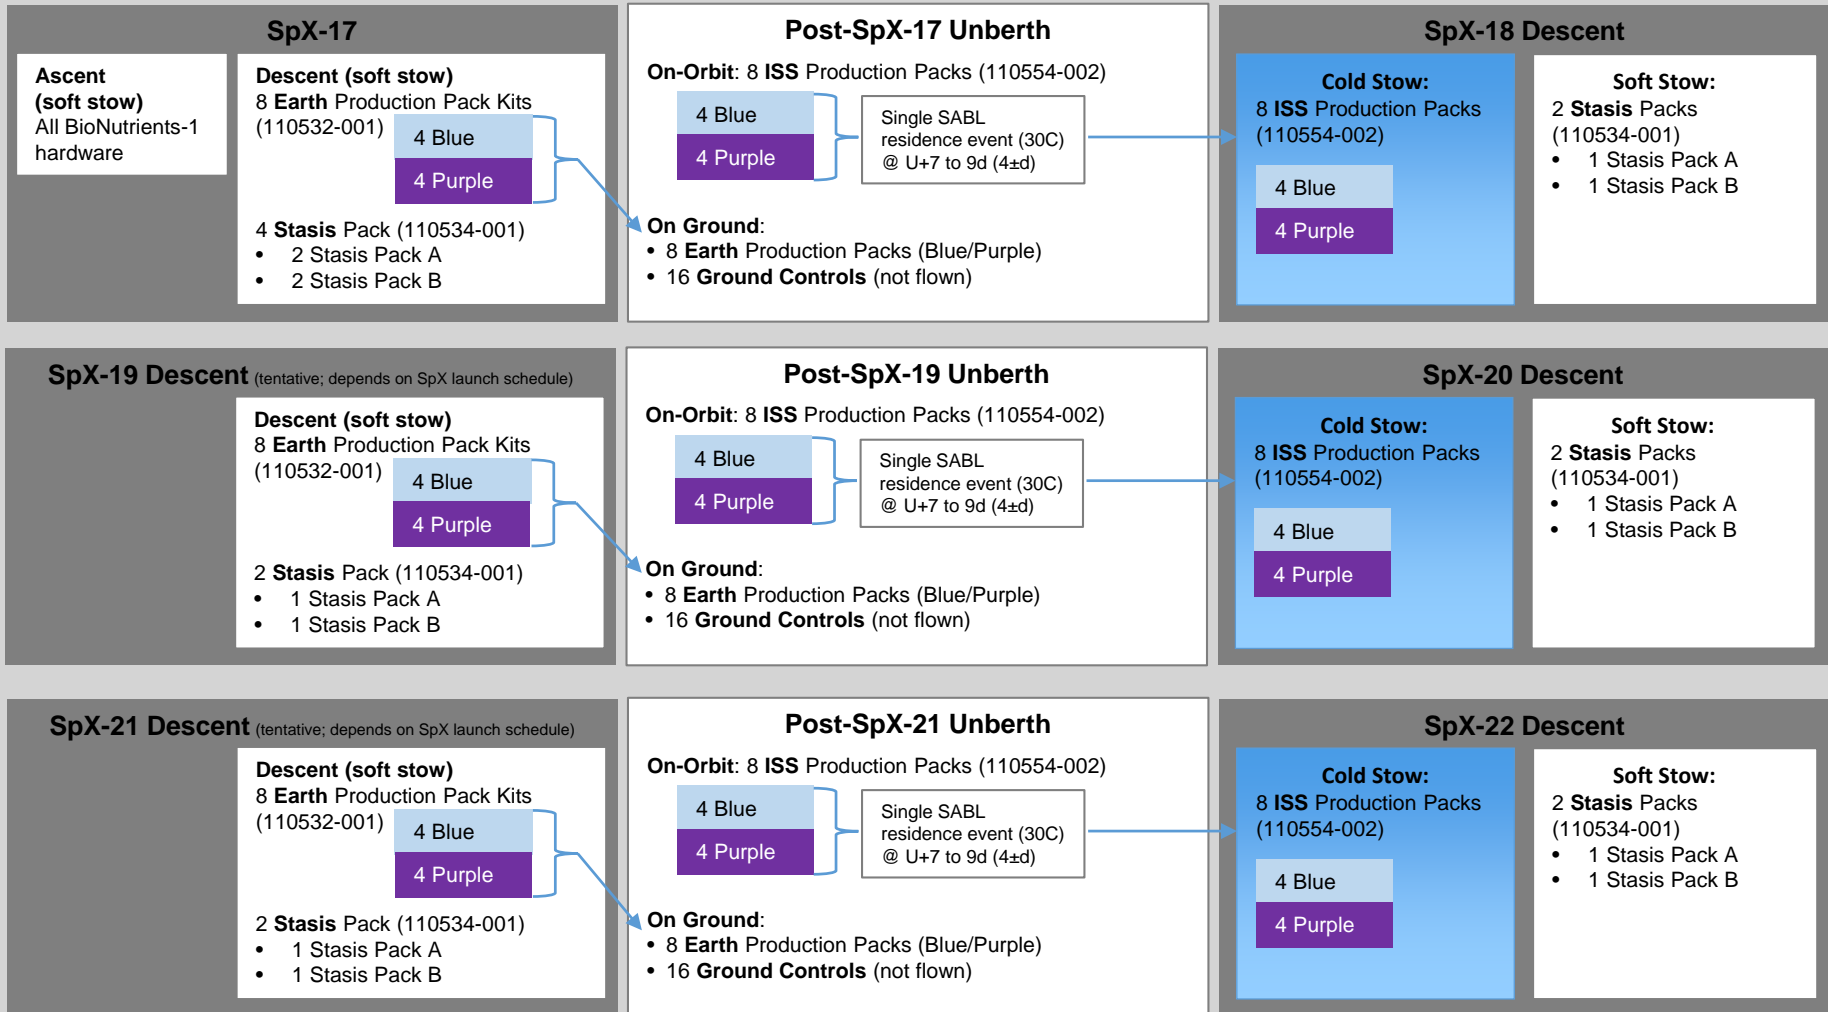 SpX-17
Ascent
(soft stow)
All BioNutrients-1
hardware
Descent (soft stow)
8 Earth Production Pack Kits
(110532-001)
4 Blue
4 Purple
4 Stasis Pack (110534-001)
• 2 Stasis Pack A
• 2 Stasis Pack B
Post-SpX-17 Unberth
On-Orbit: 8 ISS Production Packs (110554-002)
4 Blue
4 Purple
Single SABL
residence event (30C)
@ U+7 to 9d (4±d)
On Ground:
• 8 Earth Production Packs (Blue/Purple)
• 16 Ground Controls (not flown)
SpX-18 Descent
Cold Stow:
8 ISS Production Packs
(110554-002)
4 Blue
4 Purple
Soft Stow:
2 Stasis Packs
(110534-001)
• 1 Stasis Pack A
• 1 Stasis Pack B
SpX-19 Descent (tentative; depends on SpX launch schedule)
Descent (soft stow)
8 Earth Production Pack Kits
(110532-001)
4 Blue
4 Purple
2 Stasis Pack (110534-001)
• 1 Stasis Pack A
• 1 Stasis Pack B
Post-SpX-19 Unberth
On-Orbit: 8 ISS Production Packs (110554-002)
4 Blue
4 Purple
Single SABL
residence event (30C)
@ U+7 to 9d (4±d)
On Ground:
• 8 Earth Production Packs (Blue/Purple)
• 16 Ground Controls (not flown)
SpX-20 Descent
Cold Stow:
8 ISS Production Packs
(110554-002)
4 Blue
4 Purple
Soft Stow:
2 Stasis Packs
(110534-001)
• 1 Stasis Pack A
• 1 Stasis Pack B
SpX-21 Descent (tentative; depends on SpX launch schedule)
Descent (soft stow)
8 Earth Production Pack Kits
(110532-001)
4 Blue
4 Purple
2 Stasis Pack (110534-001)
• 1 Stasis Pack A
• 1 Stasis Pack B
Post-SpX-21 Unberth
On-Orbit: 8 ISS Production Packs (110554-002)
4 Blue
4 Purple
Single SABL
residence event (30C)
@ U+7 to 9d (4±d)
On Ground:
• 8 Earth Production Packs (Blue/Purple)
• 16 Ground Controls (not flown)
SpX-22 Descent
Cold Stow:
8 ISS Production Packs
(110554-002)
4 Blue
4 Purple
Soft Stow:
2 Stasis Packs
(110534-001)
• 1 Stasis Pack A
• 1 Stasis Pack B